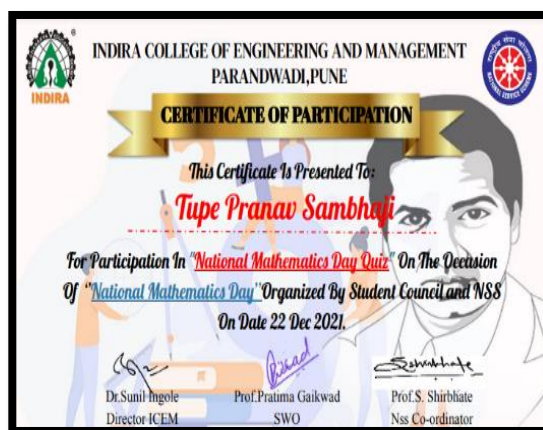 INDIRA COLLEGE OF ENGINEERING AND MANAGEMENT
PARANDWADI,PUNE
INDIRA
CERTIFICATE OF PARTICIPATION
This Certificate Is Presented To:
Tupe Pranav Sambhaji
For Participation In "National Mathematics Day Quiz" On The Occasion
Of "National Mathematics Day"Organized By Student Council and NSS
On Date 22 Dec 2021.
Dr.Sunil Ingole Prof.Pratima Gaikwad Prof.S. Shirbhate
Director ICEM SWO Nss Co-ordinator